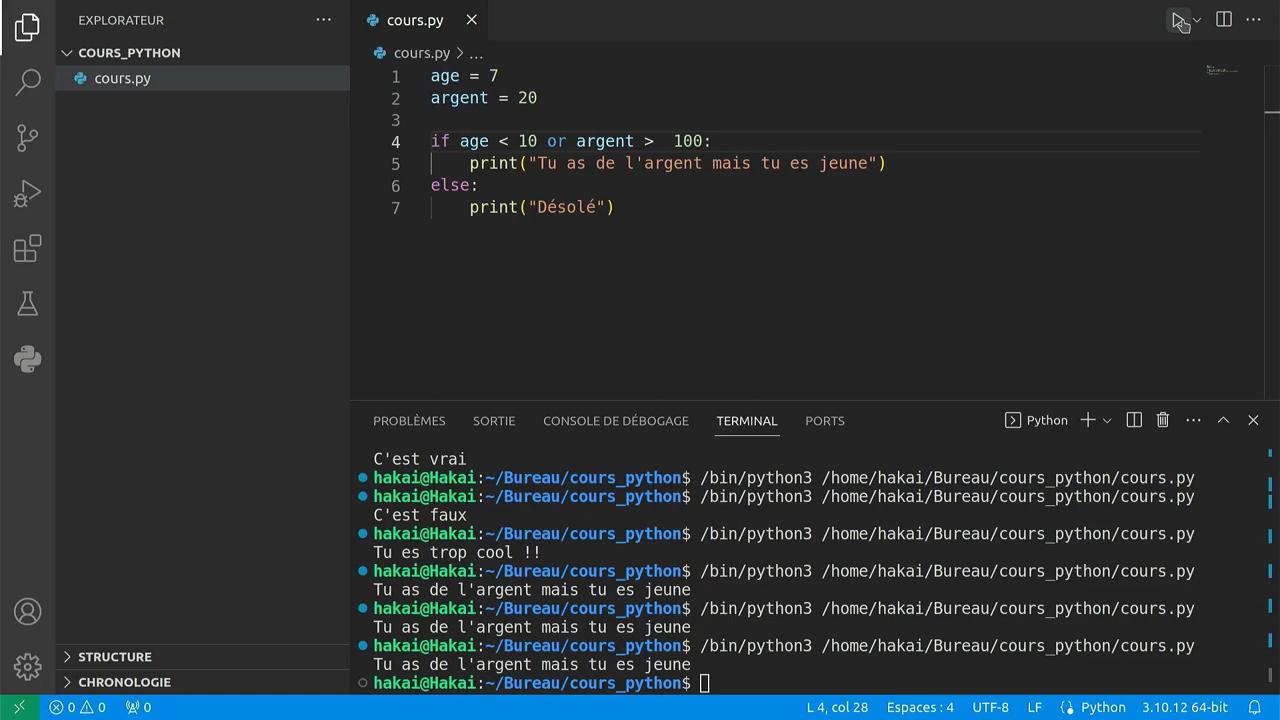 EXPLORATEUR
COURS_PYTHON
cours.py
STRUCTURE
CHRONOLOGIE
cours.py
cours.py > ...
1 age = 7
2 argent = 20
3
4 if age < 10 or argent >  100:
5     print("Tu as de l'argent mais tu es jeune")
6 else:
7     print("Désolé")
PROBLÈMES SORTIE CONSOLE DE DÉBOGAGE TERMINAL PORTS Python
C'est vrai
hakai@Hakai:~/Bureau/cours_python$ /bin/python3 /home/hakai/Bureau/cours_python/cours.py
hakai@Hakai:~/Bureau/cours_python$ /bin/python3 /home/hakai/Bureau/cours_python/cours.py
C'est faux
hakai@Hakai:~/Bureau/cours_python$ /bin/python3 /home/hakai/Bureau/cours_python/cours.py
Tu es trop cool !!
hakai@Hakai:~/Bureau/cours_python$ /bin/python3 /home/hakai/Bureau/cours_python/cours.py
Tu as de l'argent mais tu es jeune
hakai@Hakai:~/Bureau/cours_python$ /bin/python3 /home/hakai/Bureau/cours_python/cours.py
Tu as de l'argent mais tu es jeune
hakai@Hakai:~/Bureau/cours_python$ /bin/python3 /home/hakai/Bureau/cours_python/cours.py
Tu as de l'argent mais tu es jeune
hakai@Hakai:~/Bureau/cours_python$
0 0 0 L 4, col 28 Espaces : 4 UTF-8 LF Python 3.10.12 64-bit